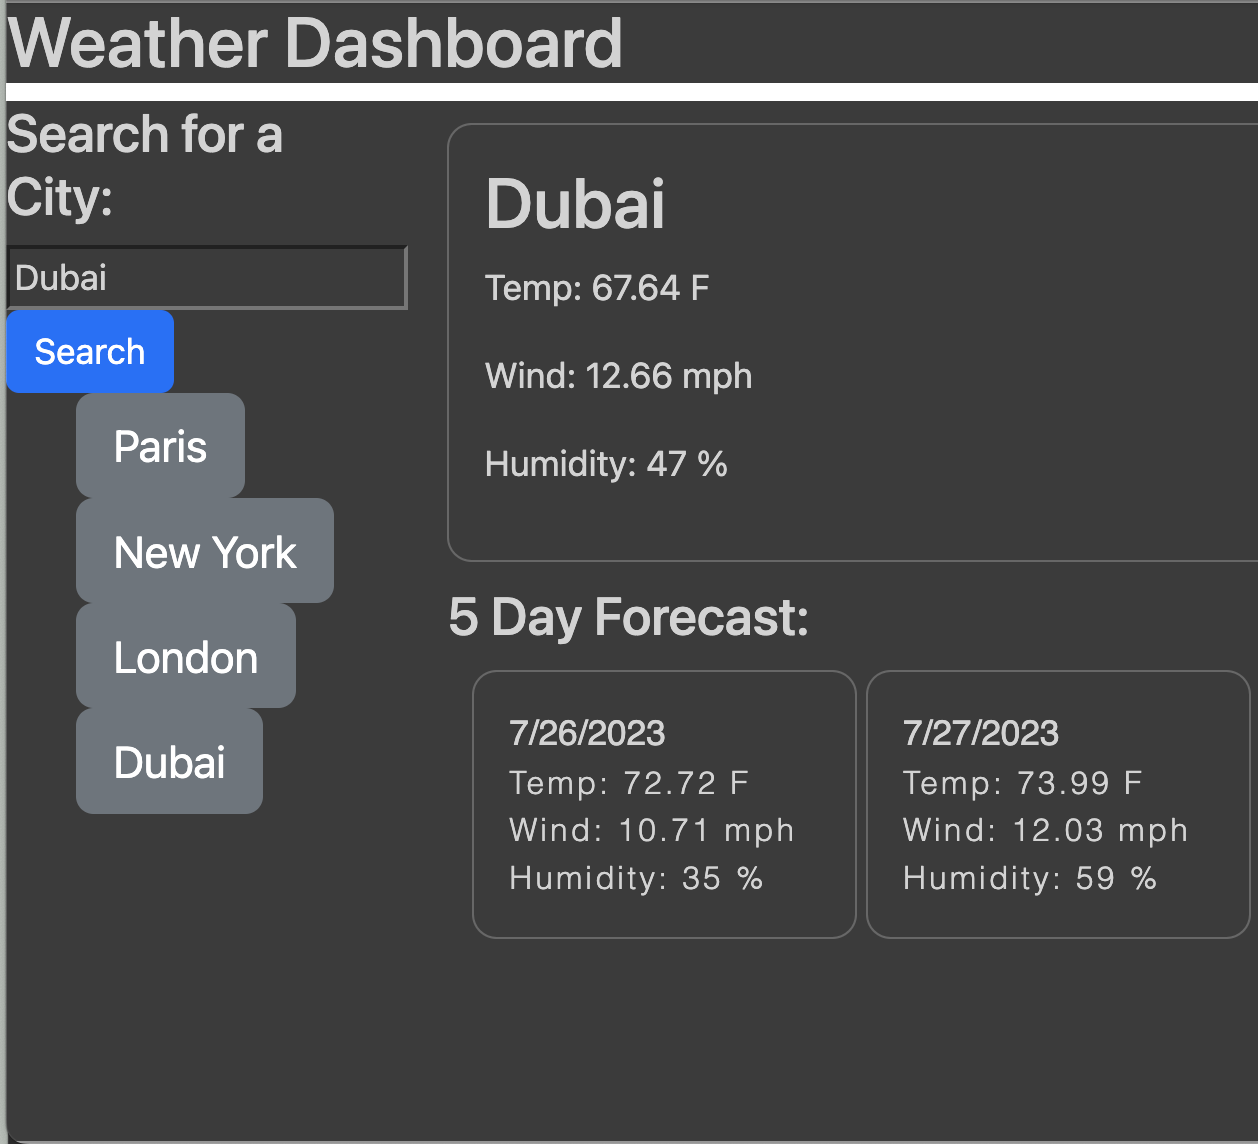 Weather Dashboard
Search for a
City:
Dubai
Search
Paris
New York
London
Dubai
Dubai
Temp: 67.64 F
Wind: 12.66 mph
Humidity: 47 %
5 Day Forecast:
7/26/2023
Temp: 72.72 F
Wind: 10.71 mph
Humidity: 35 %
7/27/2023
Temp: 73.99 F
Wind: 12.03 mph
Humidity: 59 %